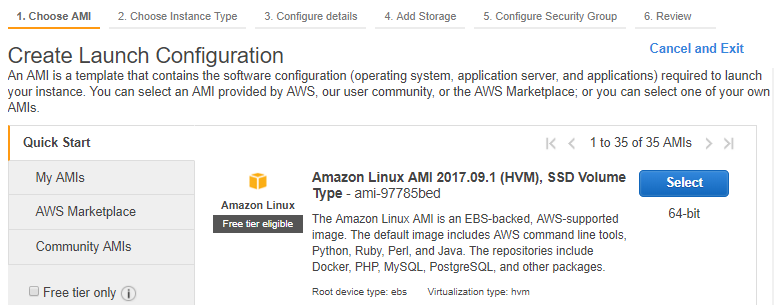 1. Choose AMI 2. Choose Instance Type 3. Configure details 4. Add Storage 5. Configure Security Group 6. Review
Create Launch Configuration
Cancel and Exit
An AMI is a template that contains the software configuration (operating system, application server, and applications) required to launch
your instance. You can select an AMI provided by AWS, our user community, or the AWS Marketplace; or you can select one of your own
AMIs.
Quick Start
1 to 35 of 35 AMIs
My AMIs
AWS Marketplace
Community AMIs
Free tier only
Amazon Linux
Free tier eligible
Amazon Linux AMI 2017.09.1 (HVM), SSD Volume
Type - ami-97785bed
The Amazon Linux AMI is an EBS-backed, AWS-supported
image. The default image includes AWS command line tools,
Python, Ruby, Perl, and Java. The repositories include
Docker, PHP, MySQL, PostgreSQL, and other packages.
Root device type: ebs Virtualization type: hvm
Select
64-bit